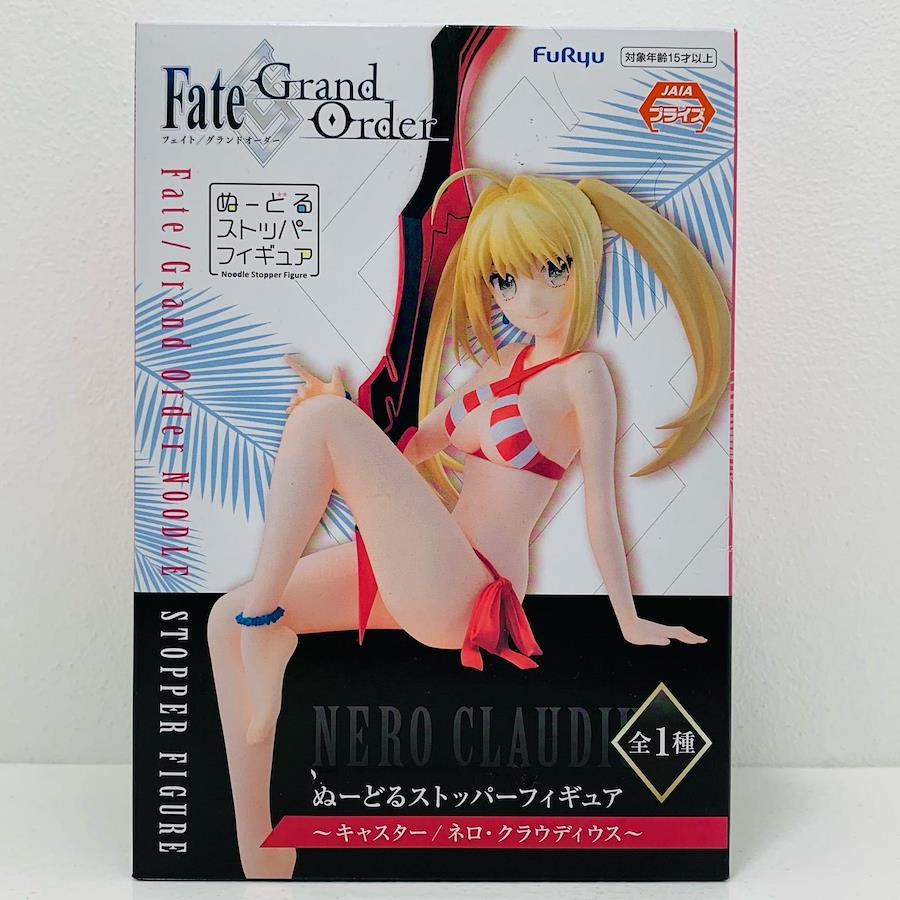 Fate Grand Order
フェイト/グランドオーダー
FuRyu
対象年齢15才以上
JAIA
プライズ
ぬーどる
ストッパー
フィギュア
Noodle Stopper Figure
Fate/Grand Order NOODLE STOPPER FIGURE
NERO CLAUDI
全1種
ぬーどるストッパーフィギュア
～キャスター/ネロ・クラウディウス～